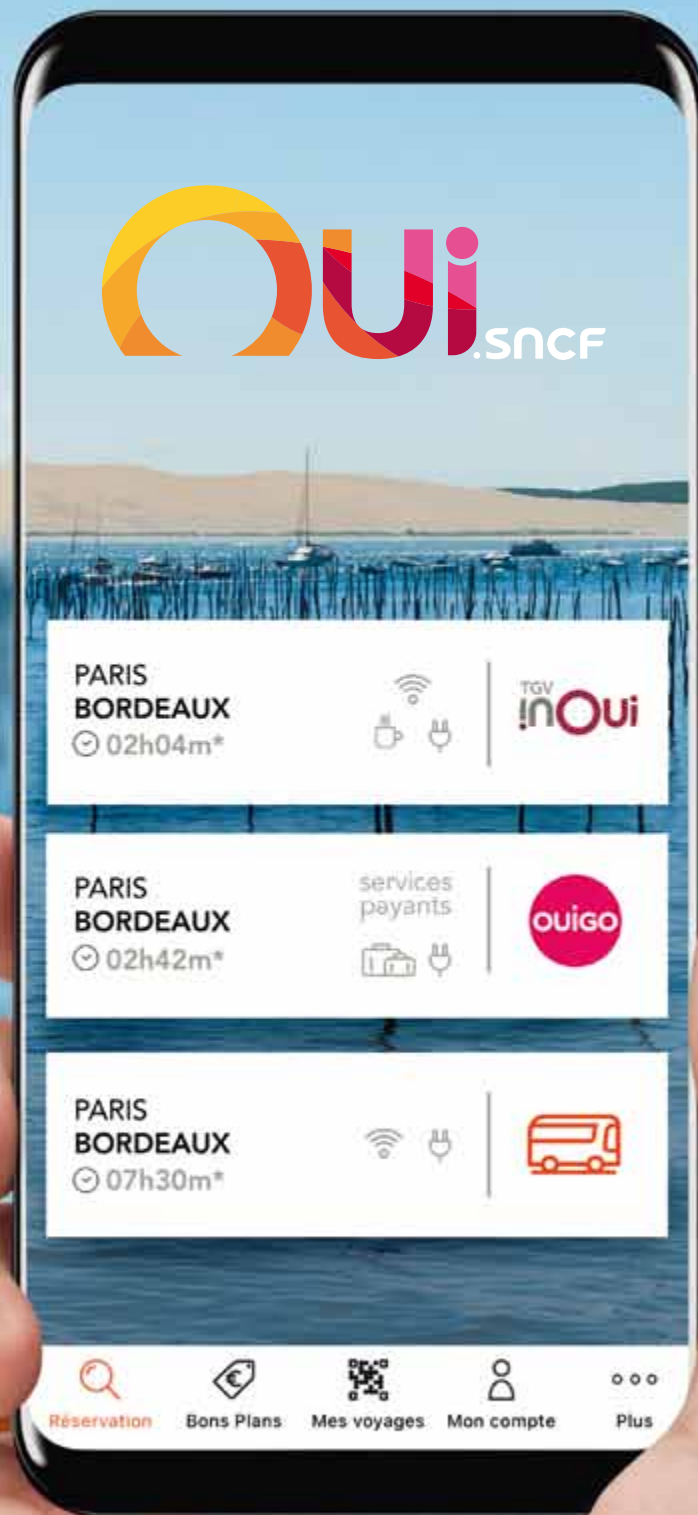 Oui
.SNCF
PARIS
BORDEAUX
02h04m*
TGV
inOui
PARIS
BORDEAUX
02h42m*
services
payants
OUIGO
PARIS
BORDEAUX
07h30m*
Réservation
Bons Plans
Mes voyages
Mon compte
Plus